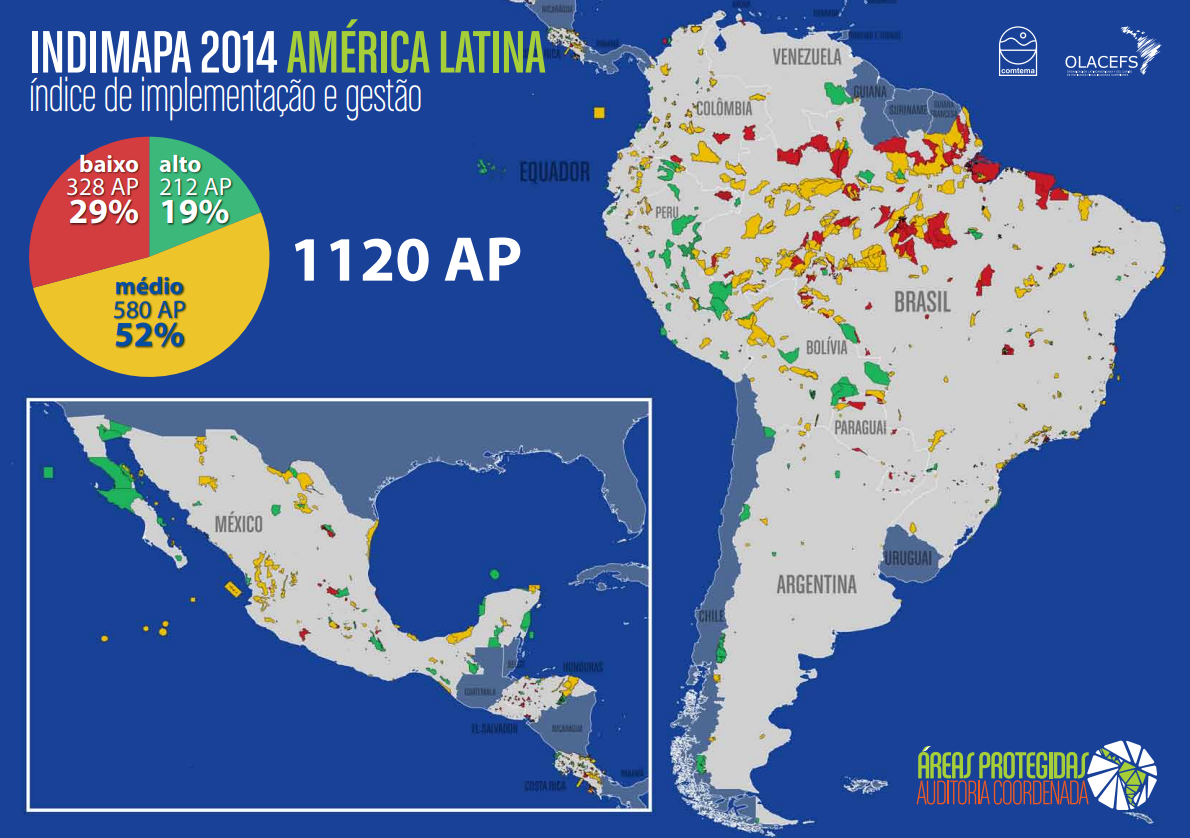 INDIMAPA 2014 AMÉRICA LATINA
índice de implementação e gestão
baixo
328 AP
29%
alto
212 AP
19%
médio
580 AP
52%
1120 AP
comtema
OLACEFS
VENEZUELA
GUIANA
SURINAME
COLÔMBIA
EQUADOR
PERU
BRASIL
BOLÍVIA
PARAGUAI
URUGUAI
ARGENTINA
CHILE
MÉXICO
BELIZE
HONDURAS
GUATEMALA
EL SALVADOR
NICARÁGUA
COSTA RICA
ÁREAS PROTEGIDAS
AUDITORIA COORDENADA